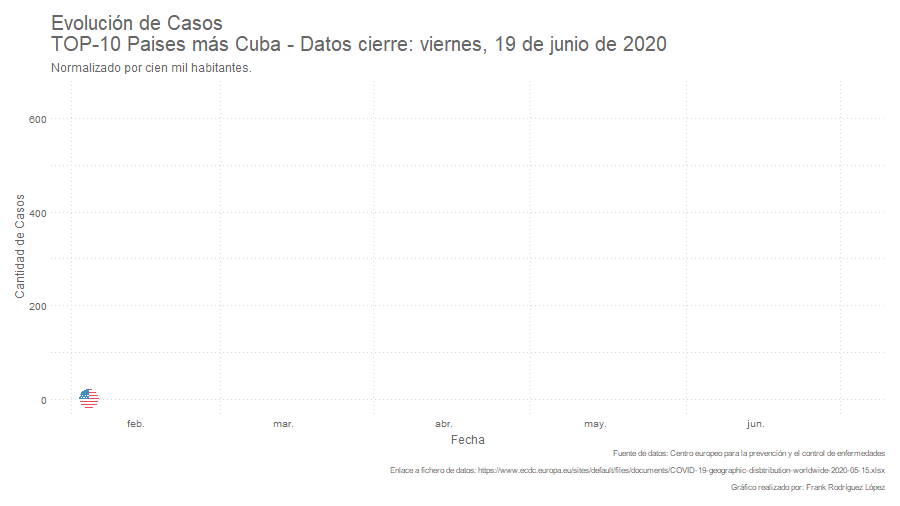 Evolución de Casos
TOP-10 Paises más Cuba - Datos cierre: viernes, 19 de junio de 2020
Normalizado por cien mil habitantes.
600
400
200
0
Cantidad de Casos
feb. mar. abr. may. jun.
Fecha
Fuente de datos: Centro europeo para la prevención y el control de enfermedades
Enlace a fichero de datos: https://www.ecdc.europa.eu/sites/default/files/documents/COVID-19-geographic-disbtribution-worldwide-2020-05-15.xlsx
Gráfico realizado por: Frank Rodríguez López